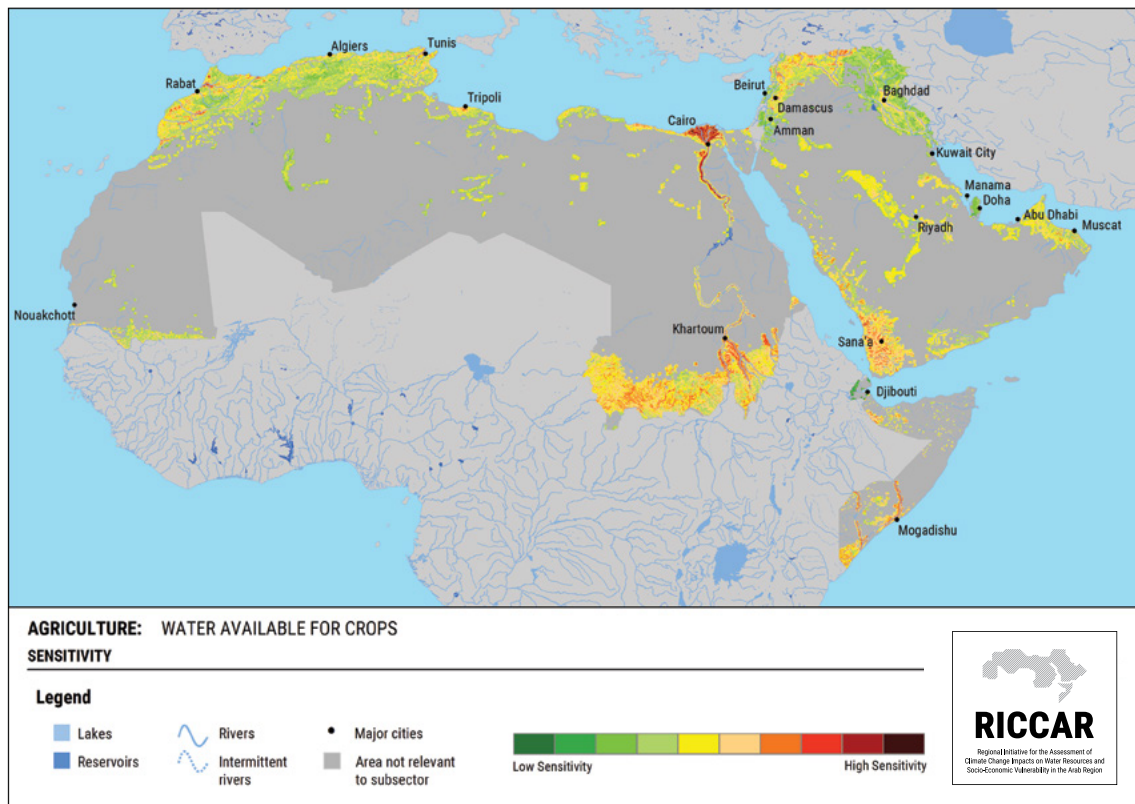 Algiers
Tunis
Rabat
Tripoli
Beirut
Damascus
Baghdad
Cairo
Amman
Kuwait City
Manama
Doha
Abu Dhabi
Riyadh
Muscat
Nouakchott
Khartoum
Sana'a
Djibouti
Mogadishu
AGRICULTURE: WATER AVAILABLE FOR CROPS
SENSITIVITY
Legend
Lakes
Reservoirs
Rivers
Intermittent
rivers
Major cities
Area not relevant
to subsector
Low Sensitivity
High Sensitivity
RICCAR
Regional Initiative for the Assessment of
Climate Change Impacts on Water Resources and
Socio-Economic Vulnerability in the Arab Region